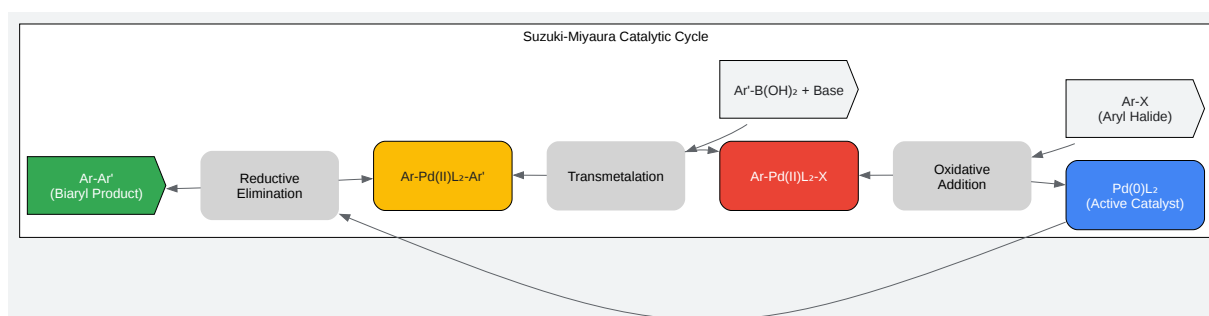 Suzuki-Miyaura Catalytic Cycle
Ar'-B(OH)₂ + Base
Ar-X
(Aryl Halide)
Ar-Ar'
(Biaryl Product)
Reductive
Elimination
Ar-Pd(II)L₂-Ar'
Transmetalation
Ar-Pd(II)L₂-X
Oxidative
Addition
Pd(0)L₂
(Active Catalyst)